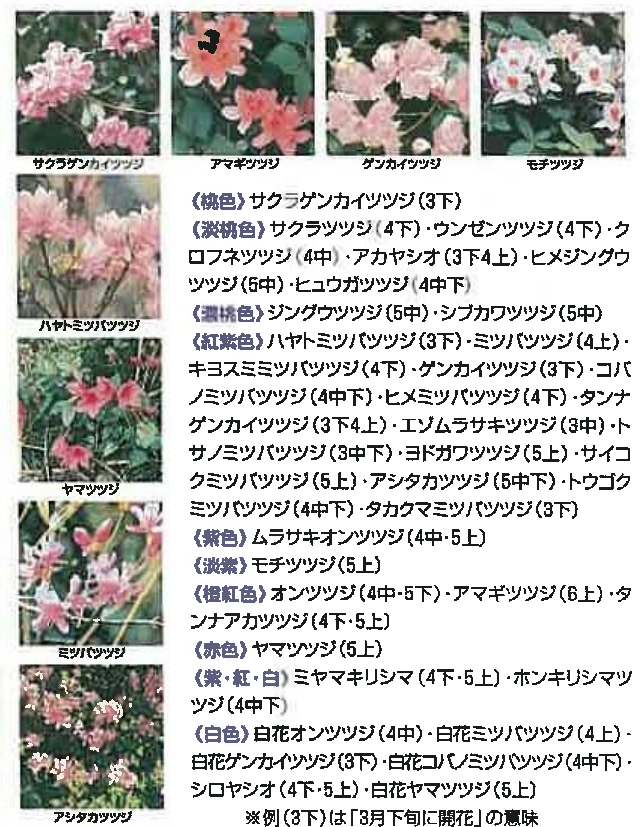 サクラゲンカイツツジ
アマギツツジ
ゲンカイツツジ
モチツツジ
ハヤトミツバツツジ
ヤマツツジ
ミツバツツジ
アシタカツツジ
《桃色》サクラゲンカイツツジ(3下)
《淡桃色》サクラツツジ(4下)・ウンゼンツツジ(4下)・ク
ロフネツツジ(4中)・アカヤシオ(3下4上)・ヒメジングウ
ツツジ(5中)・ヒュウガツツジ(4中下)
《濃桃色》ジングウツツジ(5中)・シブカワツツジ(5中)
《紅紫色》ハヤトミツバツツジ(3下)・ミツバツツジ(4上)・
キヨスミミツバツツジ(4下)・ゲンカイツツジ(3下)・コバ
ノミツバツツジ(4中下)・ヒメミツバツツジ(4下)・タンナ
ゲンカイツツジ(3下4上)・エゾムラサキツツジ(3中)・ト
サノミツバツツジ(3中下)・ヨドガワツツジ(5上)・サイコ
クミツバツツジ(5上)・アシタカツツジ(5中下)・トウゴク
ミツバツツジ(4中下)・タカクマミツバツツジ(3下)
《紫色》ムラサキオンツツジ(4中・5上)
《淡紫》モチツツジ(5上)
《橙紅色》オンツツジ(4中・5下)・アマギツツジ(6上)・タ
ンナアカツツジ(4下・5上)
《赤色》ヤマツツジ(5上)
《紫・紅・白》ミヤマキリシマ(4下・5上)・ホンキリシマツ
ツジ(4中下)
《白色》白花オンツツジ(4中)・白花ミツバツツジ(4上)・
白花ゲンカイツツジ(3下)・白花コバノミツバツツジ(4中下)・
シロヤシオ(4下・5上)・白花ヤマツツジ(5上)
※例(3下)は「3月下旬に開花」の意味